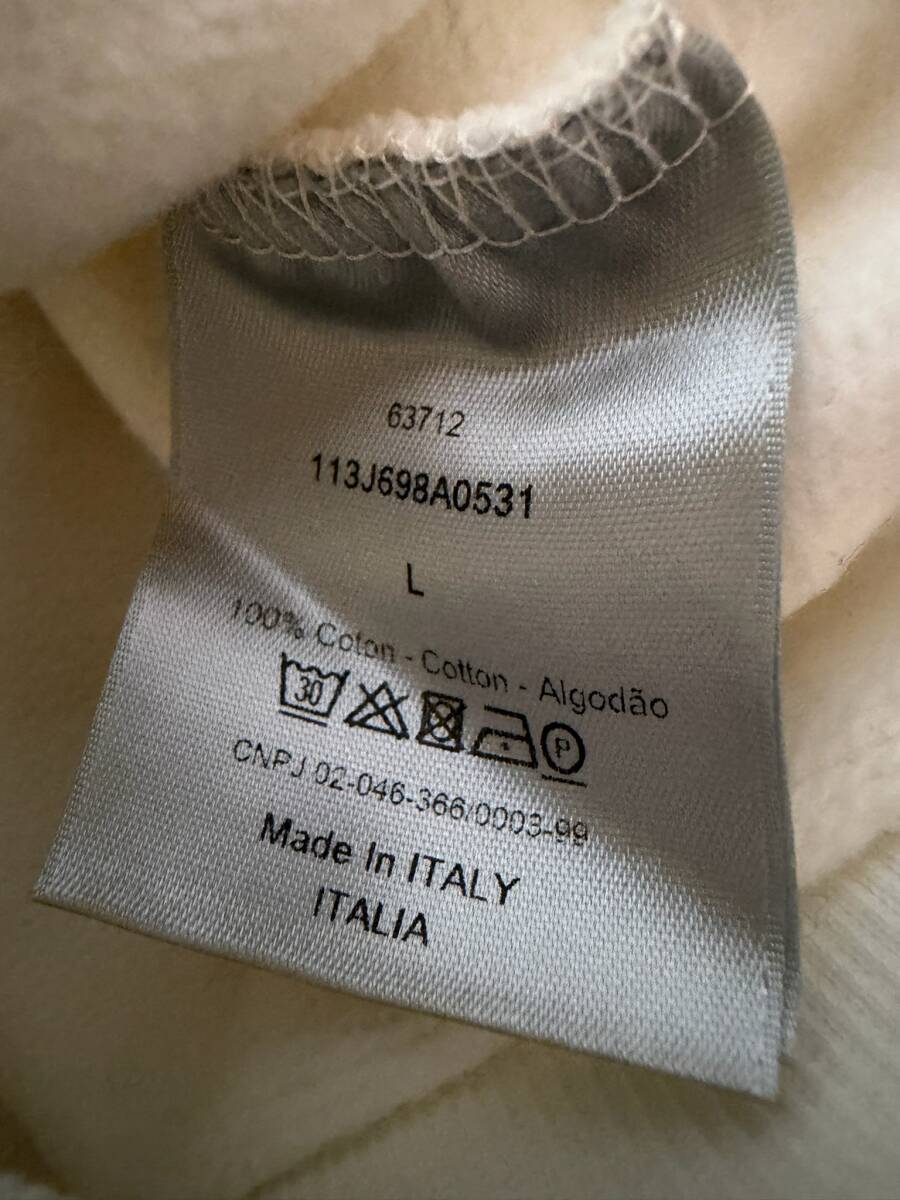 63712
113J698A0531
L
100% Coton - Cotton - Algodão
30 P
CNPJ 02-046-366/0003-99
Made In ITALY
ITALIA